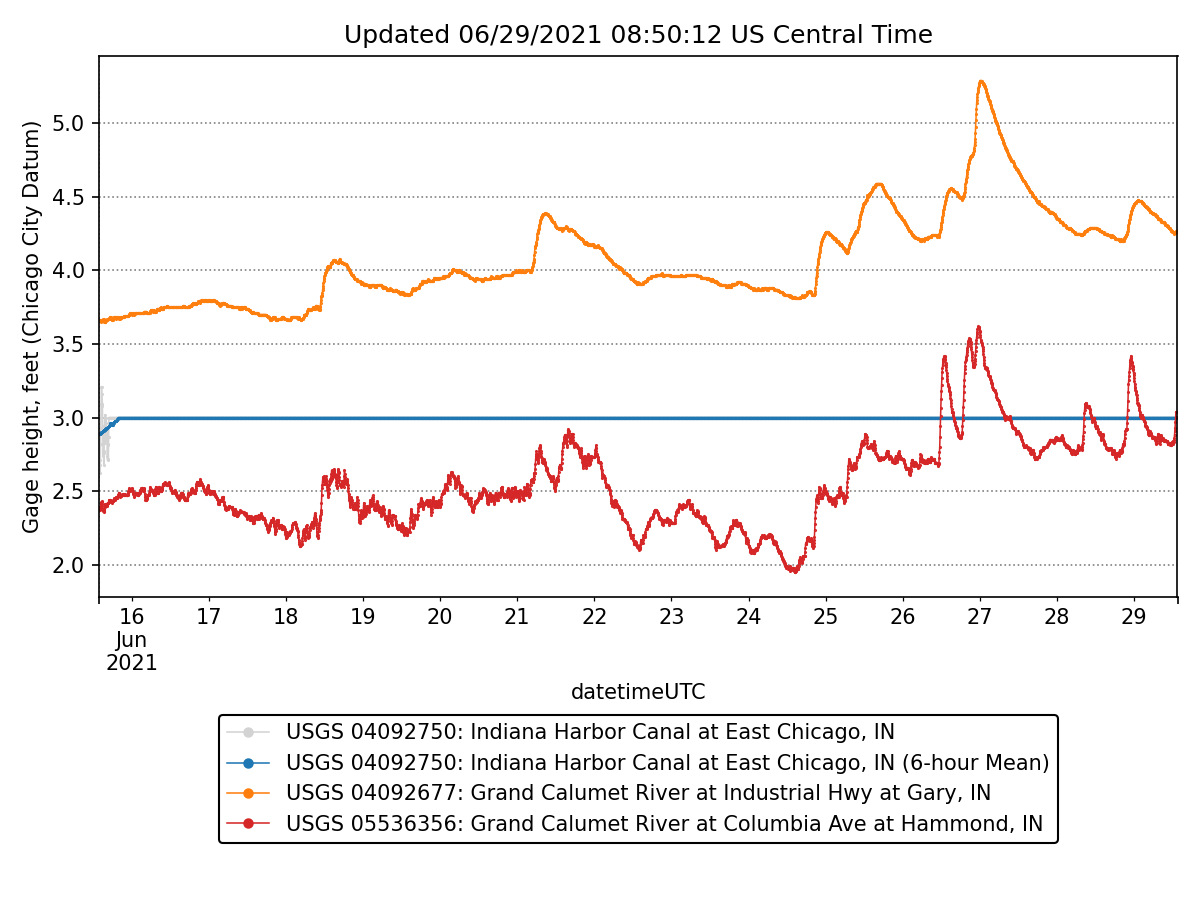 Updated 06/29/2021 08:50:12 US Central Time
Gage height, feet (Chicago City Datum)
5.0
4.5
4.0
3.5
3.0
2.5
2.0
16 17 18 19 20 21 22 23 24 25 26 27 28 29
Jun
2021
datetimeUTC
USGS 04092750: Indiana Harbor Canal at East Chicago, IN
USGS 04092750: Indiana Harbor Canal at East Chicago, IN (6-hour Mean)
USGS 04092677: Grand Calumet River at Industrial Hwy at Gary, IN
USGS 05536356: Grand Calumet River at Columbia Ave at Hammond, IN